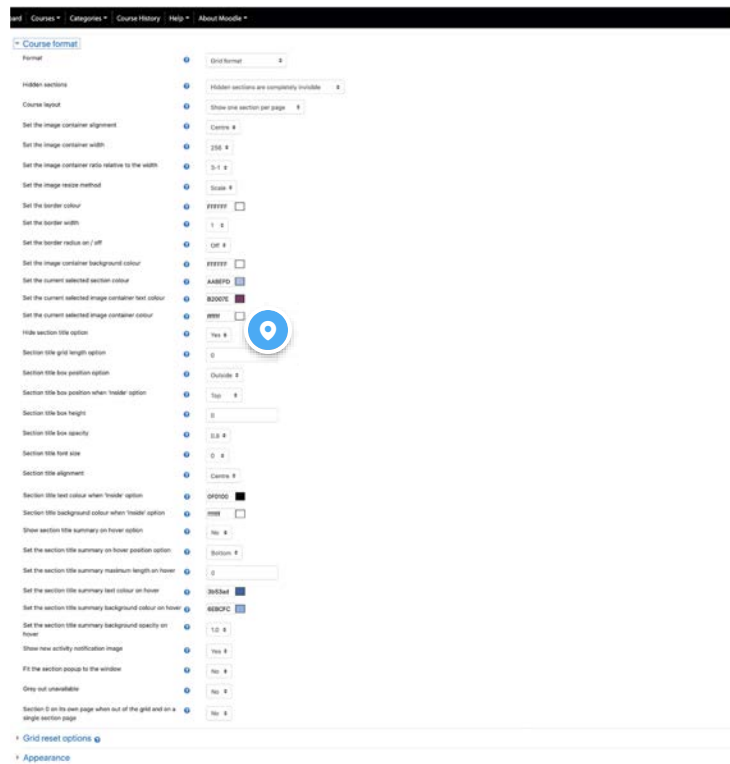 ard Courses Categories Course History Help About Moodle
Course format
Format Grid format
Hidden sections Hidden sections are completely invisible
Course layout Show one section per page
Set the image container alignment Centre
Set the image container width 256
Set the image container ratio relative to the width 3-1
Set the image resize method Scale
Set the border colour FFFFFF
Set the border width 1
Set the border radius on / off Off
Set the image container background colour FFFFFF
Set the current selected section colour AABEFD
Set the current selected image container text colour B2007E
Set the current selected image container colour ffffff
Hide section title option Yes
Section title grid length option 0
Section title box position option Outside
Section title box position when 'Inside' option Top
Section title box height 0
Section title box opacity 0.8
Section title font size 0
Section title alignment Centre
Section title text colour when 'Inside' option 0F0100
Section title background colour when 'Inside' option ffffff
Show section title summary on hover option No
Set the section title summary on hover position option Bottom
Set the section title summary maximum length on hover 0
Set the section title summary text colour on hover 3b53ad
Set the section title summary background colour on hover 6EBCFC
Set the section title summary background opacity on
hover 1.0
Show new activity notification image Yes
Fit the section popup to the window No
Grey out unavailable No
Section 0 on its own page when out of the grid and on a
single section page No
Grid reset options
Appearance